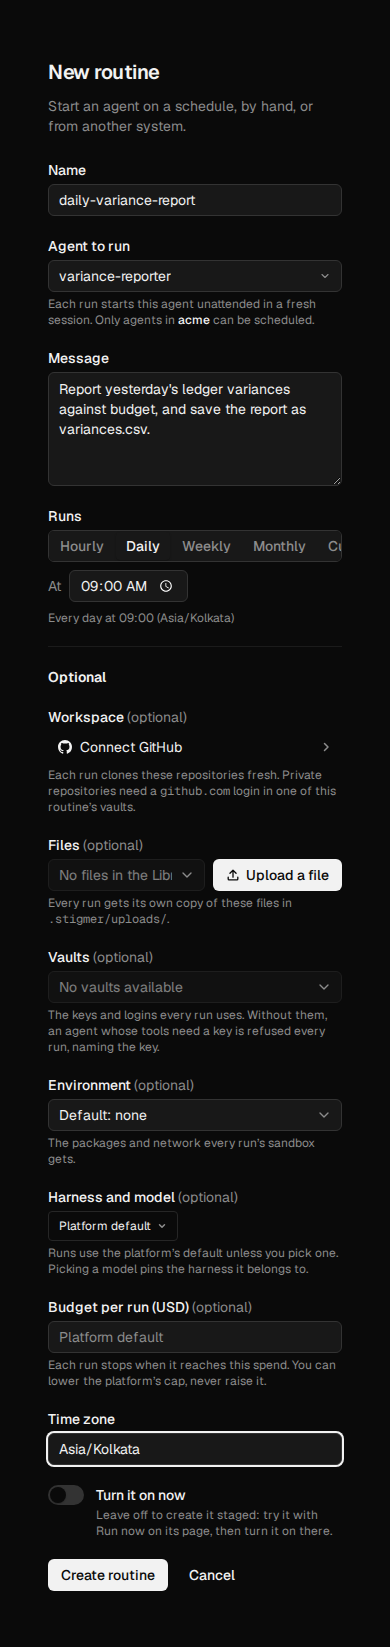 New routine
Start an agent on a schedule, by hand, or
from another system.
Name
daily-variance-report
Agent to run
variance-reporter
Each run starts this agent unattended in a fresh
session. Only agents in acme can be scheduled.
Message
Report yesterday's ledger variances
against budget, and save the report as
variances.csv.
Runs
Hourly Daily Weekly Monthly
At 09:00 AM
Every day at 09:00 (Asia/Kolkata)
Optional
Workspace (optional)
Connect GitHub
Each run clones these repositories fresh. Private
repositories need a github.com login in one of this
routine's vaults.
Files (optional)
No files in the Upload a file
Every run gets its own copy of these files in
.stigmer/uploads/.
Vaults (optional)
No vaults available
The keys and logins every run uses. Without them,
an agent whose tools need a key is refused every
run, naming the key.
Environment (optional)
Default: none
The packages and network every run's sandbox
gets.
Harness and model (optional)
Platform default
Runs use the platform's default unless you pick one.
Picking a model pins the harness it belongs to.
Budget per run (USD) (optional)
Platform default
Each run stops when it reaches this spend. You can
lower the platform's cap, never raise it.
Time zone
Asia/Kolkata
Turn it on now
Leave off to create it staged: try it with
Run now on its page, then turn it on there.
Create routine Cancel